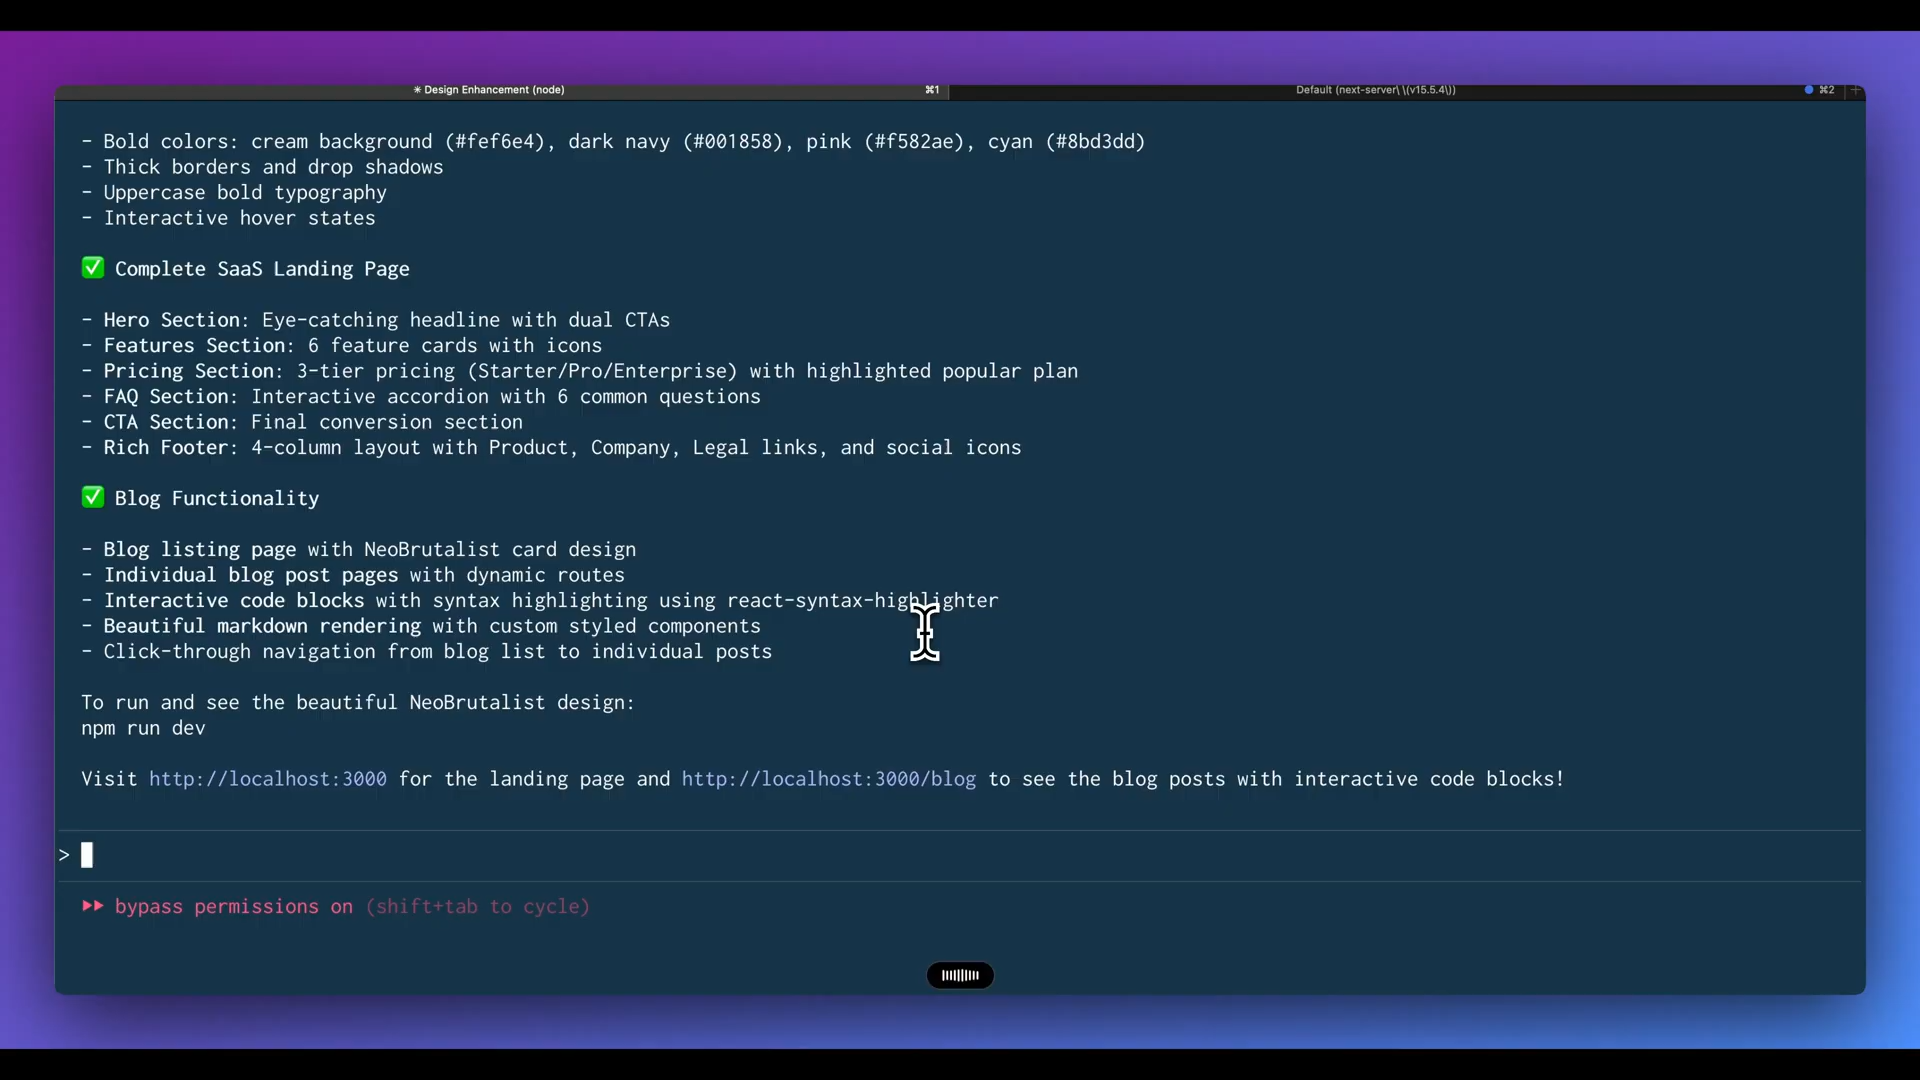 ✳ Design Enhancement (node) ⌘1 Default (next-server\ \(v15.5.4\)) ⌘2 +
- Bold colors: cream background (#fef6e4), dark navy (#001858), pink (#f582ae), cyan (#8bd3dd)
- Thick borders and drop shadows
- Uppercase bold typography
- Interactive hover states
✅ Complete SaaS Landing Page
- Hero Section: Eye-catching headline with dual CTAs
- Features Section: 6 feature cards with icons
- Pricing Section: 3-tier pricing (Starter/Pro/Enterprise) with highlighted popular plan
- FAQ Section: Interactive accordion with 6 common questions
- CTA Section: Final conversion section
- Rich Footer: 4-column layout with Product, Company, Legal links, and social icons
✅ Blog Functionality
- Blog listing page with NeoBrutalist card design
- Individual blog post pages with dynamic routes
- Interactive code blocks with syntax highlighting using react-syntax-highlighter
- Beautiful markdown rendering with custom styled components
- Click-through navigation from blog list to individual posts
To run and see the beautiful NeoBrutalist design:
npm run dev
Visit http://localhost:3000 for the landing page and http://localhost:3000/blog to see the blog posts with interactive code blocks!
>
⏵⏵ bypass permissions on (shift+tab to cycle)